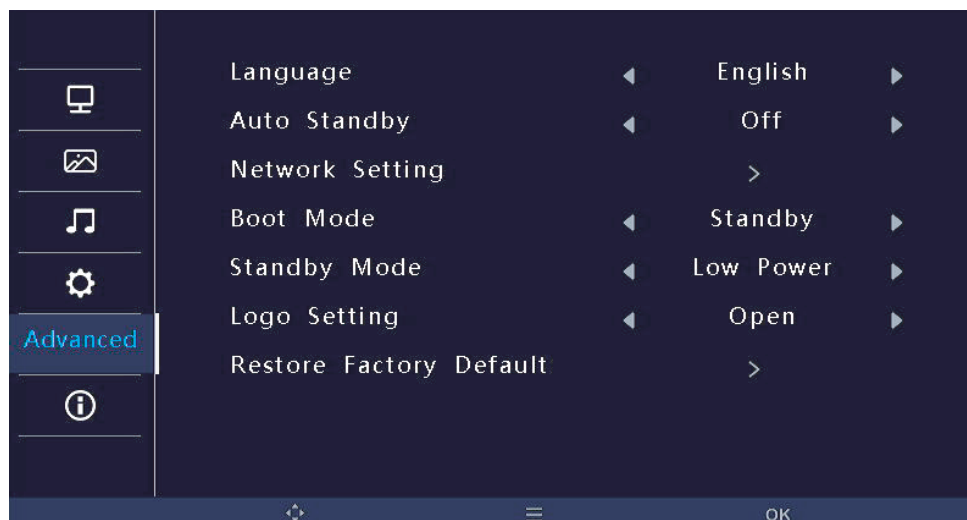 Language English
Auto Standby Off
Network Setting >
Boot Mode Standby
Standby Mode Low Power
Logo Setting Open
Advanced
Restore Factory Default >
OK